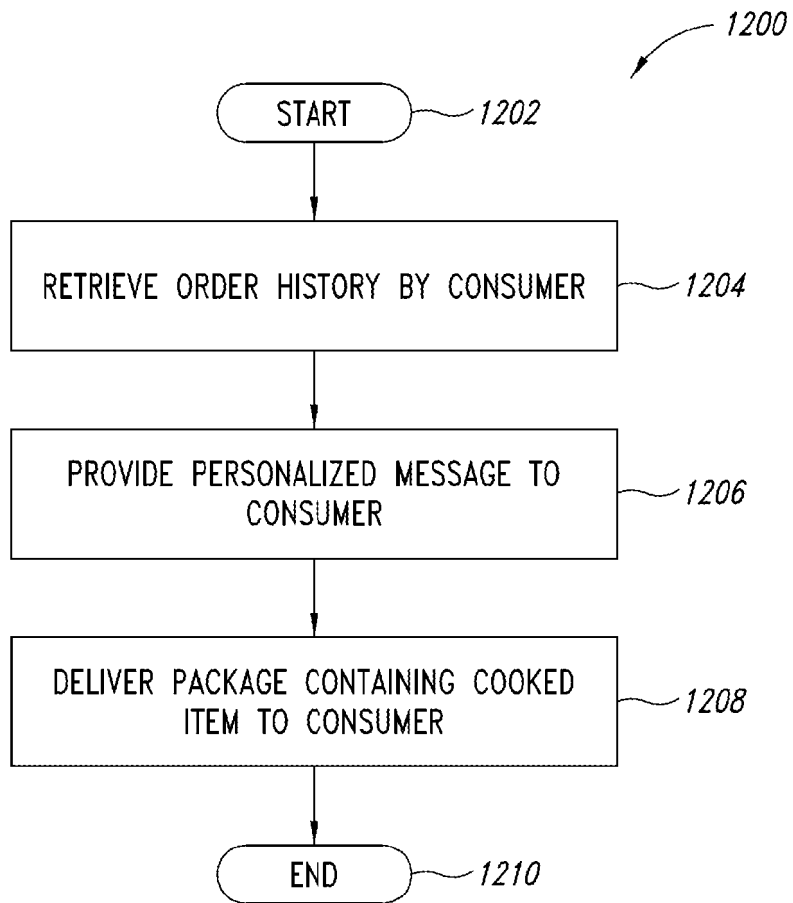 1200
START
1202
RETRIEVE ORDER HISTORY BY CONSUMER
1204
PROVIDE PERSONALIZED MESSAGE TO
CONSUMER
1206
DELIVER PACKAGE CONTAINING COOKED
ITEM TO CONSUMER
1208
END
1210